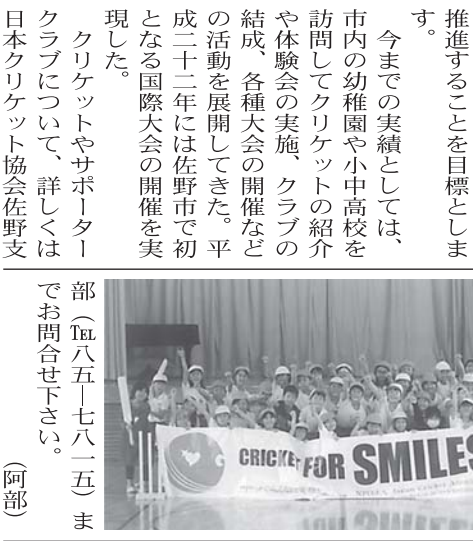 推進することを目標としま
す。
　今までの実績としては、
市内の幼稚園や小中高校を
訪問してクリケットの紹介
や体験会の実施、クラブの
結成、各種大会の開催など
の活動を展開してきた。平
成二十二年には佐野市で初
となる国際大会の開催を実
現した。
　クリケットやサポーター
クラブについて、詳しくは
日本クリケット協会佐野支
部（℡八五―七八一五）ま
でお問合せ下さい。
（阿部）
CRICKET FOR SMILES